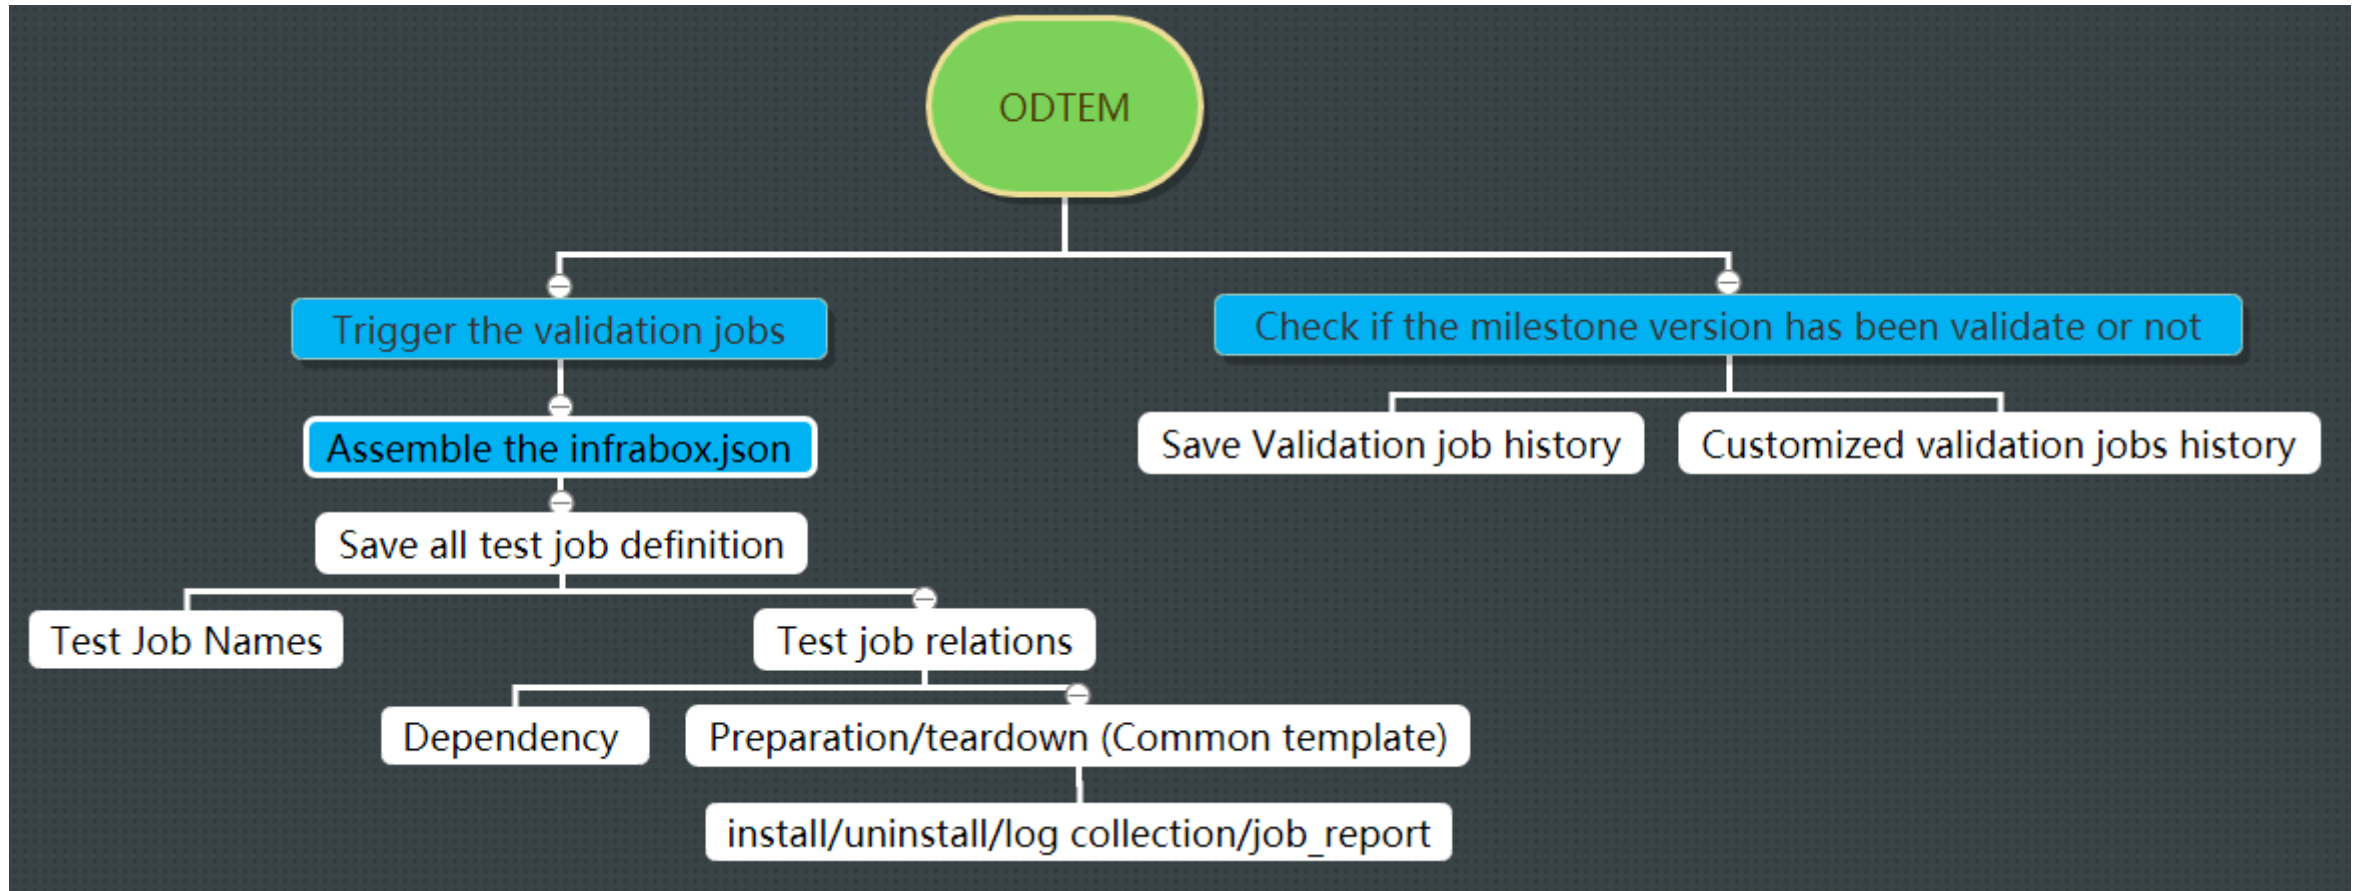 ODTEM
Trigger the validation jobs
Check if the milestone version has been validate or not
Assemble the infrabox.json
Save Validation job history
Customized validation jobs history
Save all test job definition
Test Job Names
Test job relations
Dependency
Preparation/teardown (Common template)
install/uninstall/log collection/job_report